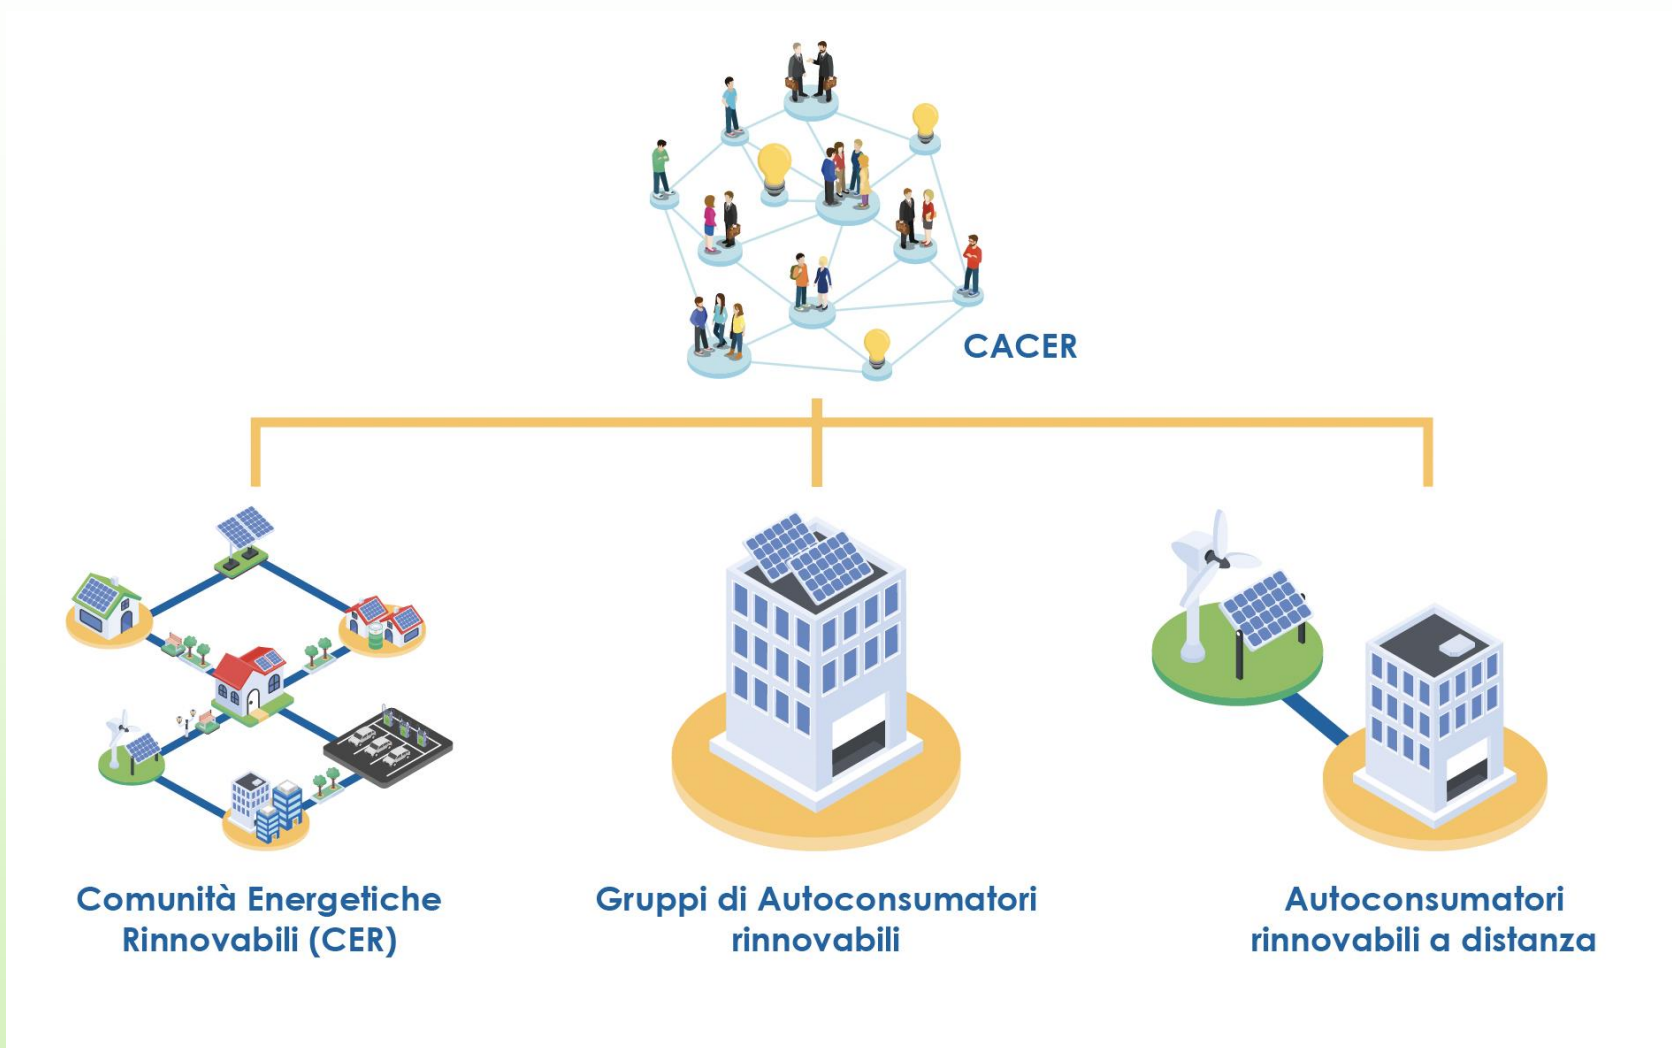 CACER
Comunità Energetiche
Rinnovabili (CER)
Gruppi di Autoconsumatori
rinnovabili
Autoconsumatori
rinnovabili a distanza